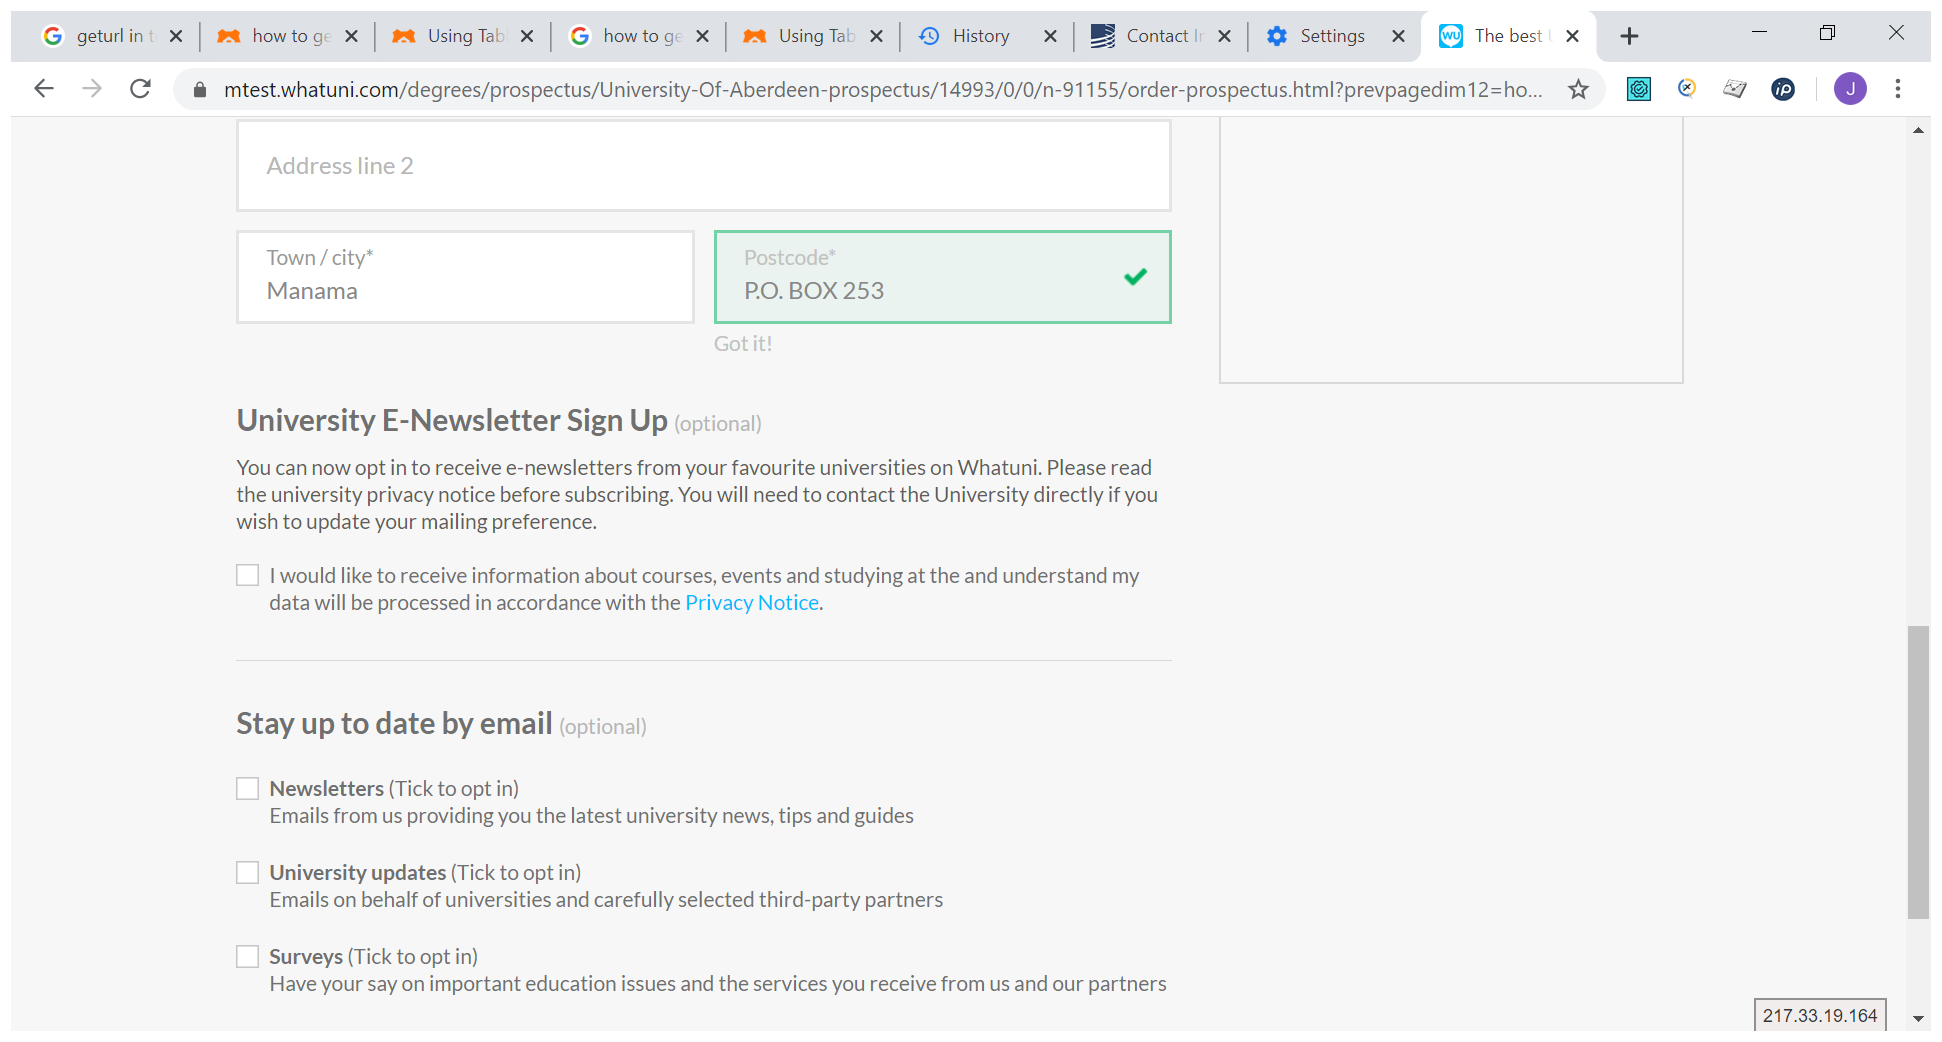 geturl in t
how to ge
Using Tab
how to ge
Using Tab
History
Contact In
Settings
The best
mtest.whatuni.com/degrees/prospectus/University-Of-Aberdeen-prospectus/14993/0/0/n-91155/order-prospectus.html?prevpagedim12=ho...
iP
J
Address line 2
Town / city*
Manama
Postcode*
P.O. BOX 253
Got it!
University E-Newsletter Sign Up (optional)
You can now opt in to receive e-newsletters from your favourite universities on Whatuni. Please read
the university privacy notice before subscribing. You will need to contact the University directly if you
wish to update your mailing preference.
I would like to receive information about courses, events and studying at the and understand my
data will be processed in accordance with the Privacy Notice.
Stay up to date by email (optional)
Newsletters (Tick to opt in)
Emails from us providing you the latest university news, tips and guides
University updates (Tick to opt in)
Emails on behalf of universities and carefully selected third-party partners
Surveys (Tick to opt in)
Have your say on important education issues and the services you receive from us and our partners
217.33.19.164